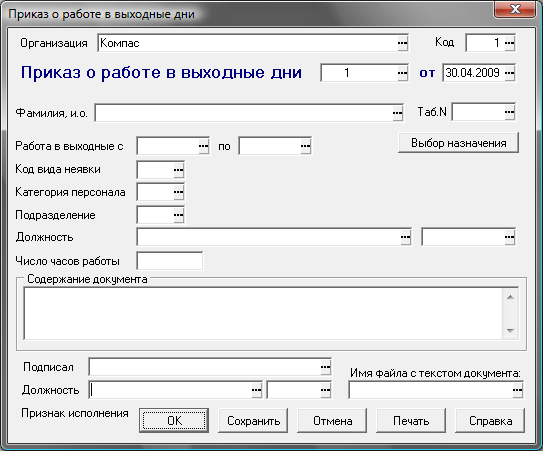 Приказ о работе в выходные дни
Организация Компас ... Код 1 ...
Приказ о работе в выходные дни 1 ... от 30.04.2009 ...
Фамилия, и.о. ... Таб.N ...
Работа в выходные с ... по ... Выбор назначения
Код вида неявки ...
Категория персонала ...
Подразделение ...
Должность ... ...
Число часов работы
Содержание документа
Подписал ... Имя файла с текстом документа:
Должность ... ... ...
Признак исполнения OK Сохранить Отмена Печать Справка